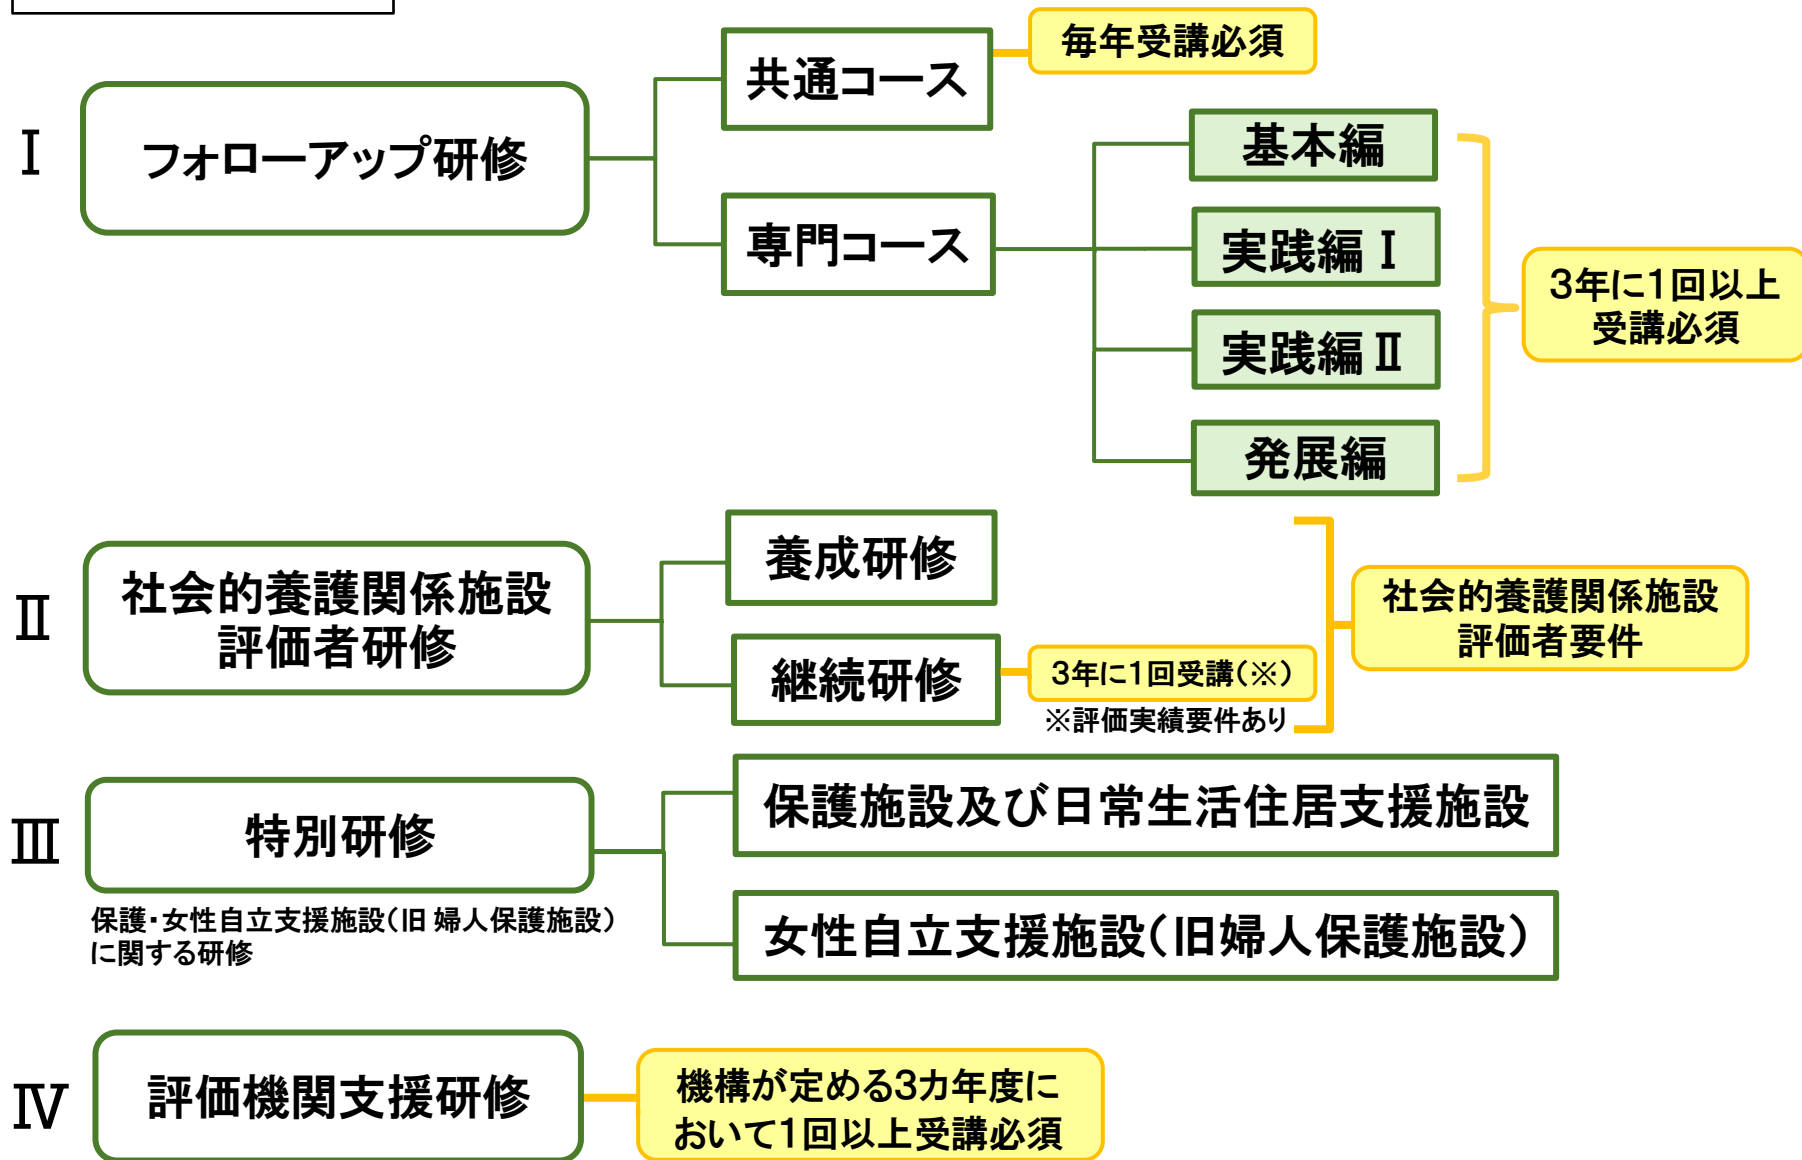 毎年受講必須
共通コース
Ⅰ
フォローアップ研修
基本編
専門コース
実践編Ⅰ
3年に1回以上
受講必須
実践編Ⅱ
発展編
養成研修
Ⅱ
社会的養護関係施設
評価者研修
社会的養護関係施設
評価者要件
継続研修
3年に1回受講(※)
※評価実績要件あり
保護施設及び日常生活住居支援施設
Ⅲ
特別研修
保護・女性自立支援施設(旧 婦人保護施設)
に関する研修
女性自立支援施設(旧婦人保護施設)
Ⅳ
評価機関支援研修
機構が定める3カ年度に
おいて1回以上受講必須